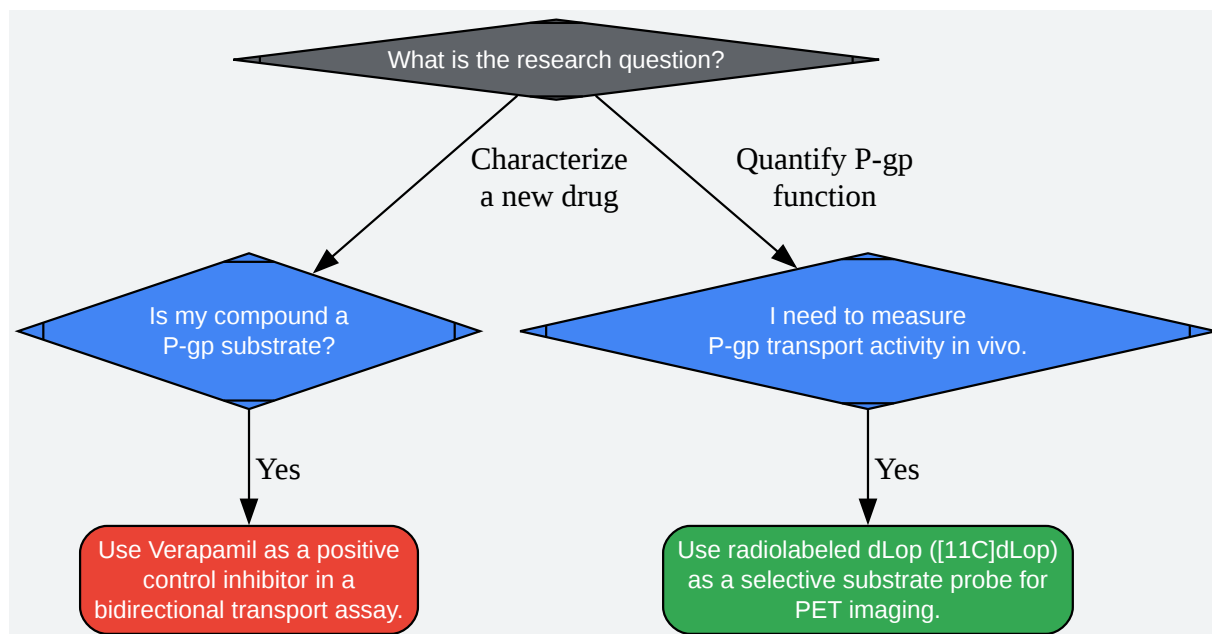 What is the research question?
Characterize
a new drug
Quantify P-gp
function
Is my compound a
P-gp substrate?
I need to measure
P-gp transport activity in vivo.
Yes
Yes
Use Verapamil as a positive
control inhibitor in a
bidirectional transport assay.
Use radiolabeled dLop ([11C]dLop)
as a selective substrate probe for
PET imaging.